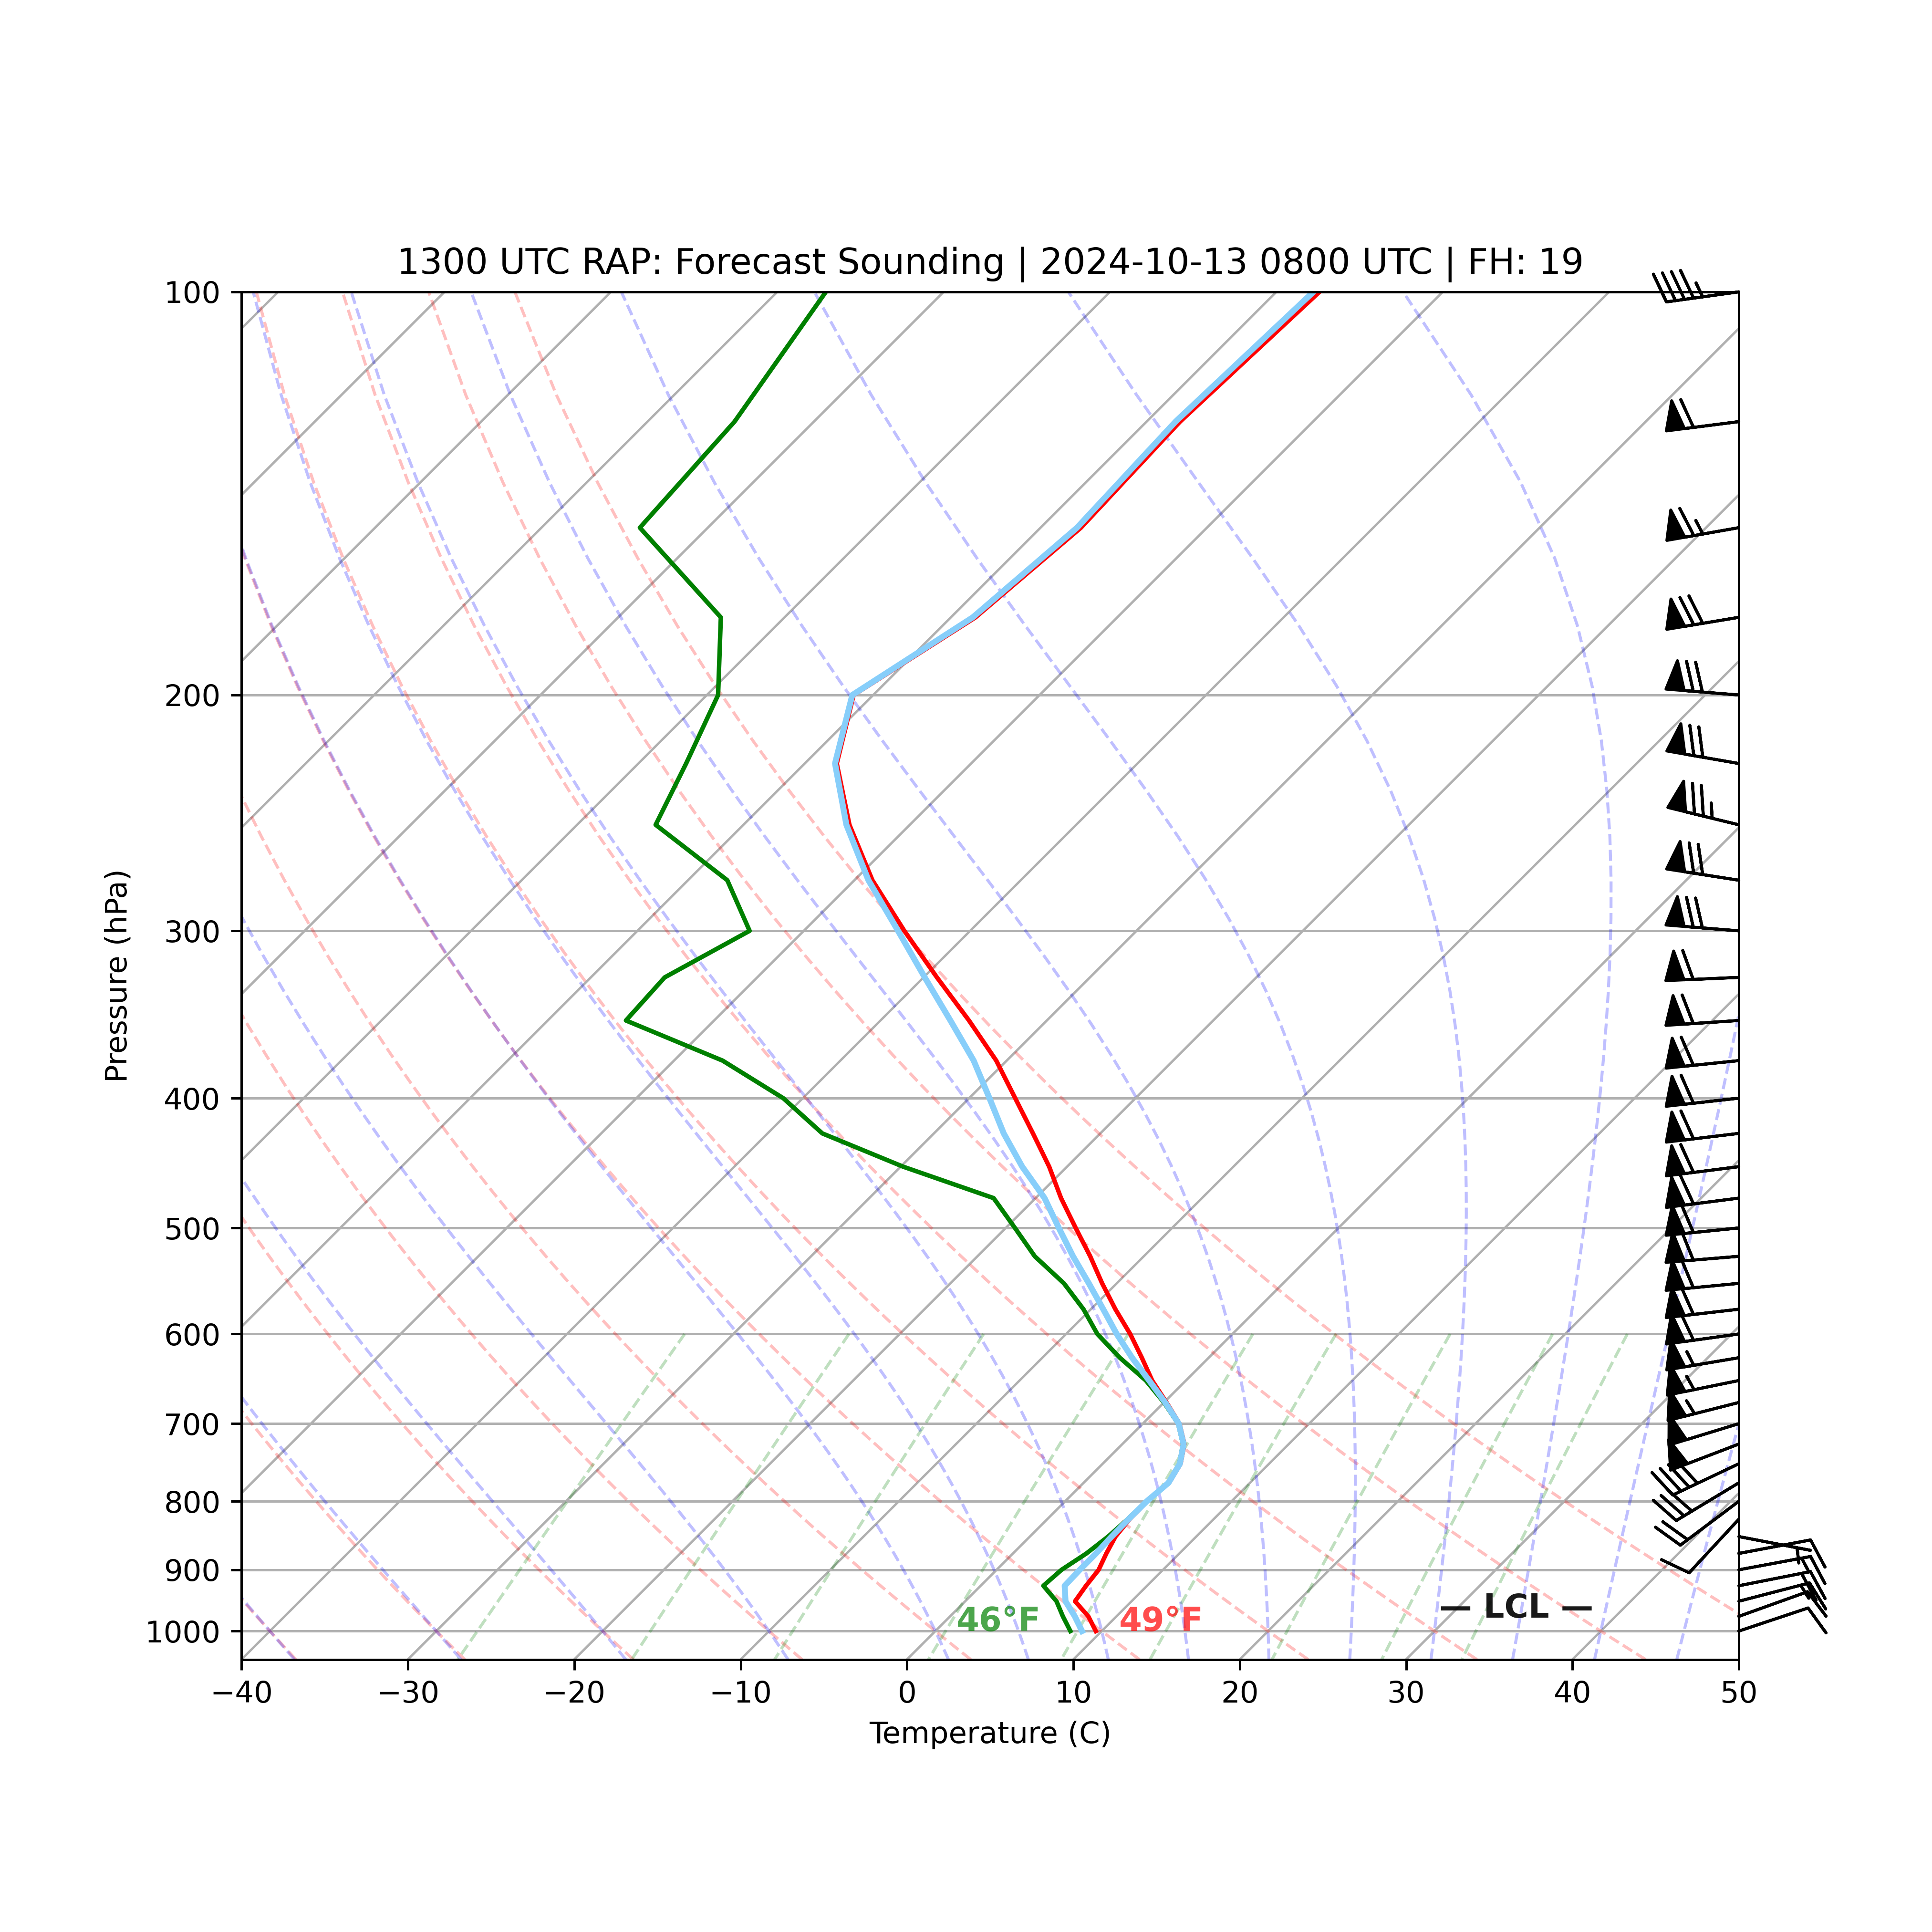 1300 UTC RAP: Forecast Sounding | 2024-10-13 0800 UTC | FH: 19
100
200
300
400
500
600
700
800
900
1000
Pressure (hPa)
46°F
49°F
— LCL —
−40 −30 −20 −10 0 10 20 30 40 50
Temperature (C)